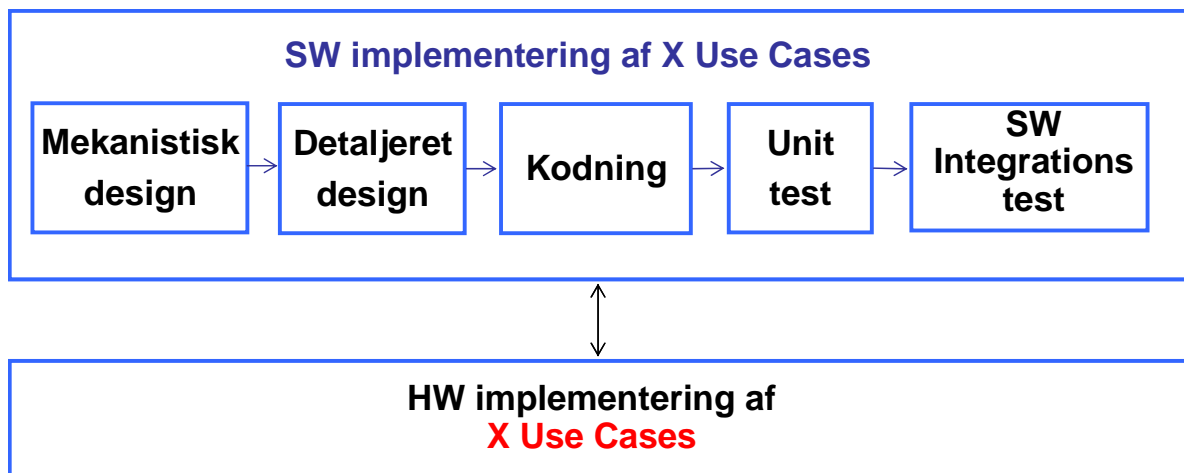 SW implementering af X Use Cases
Mekanistisk
design
Detaljeret
design
Kodning
Unit
test
SW
Integrations
test
HW implementering af
X Use Cases